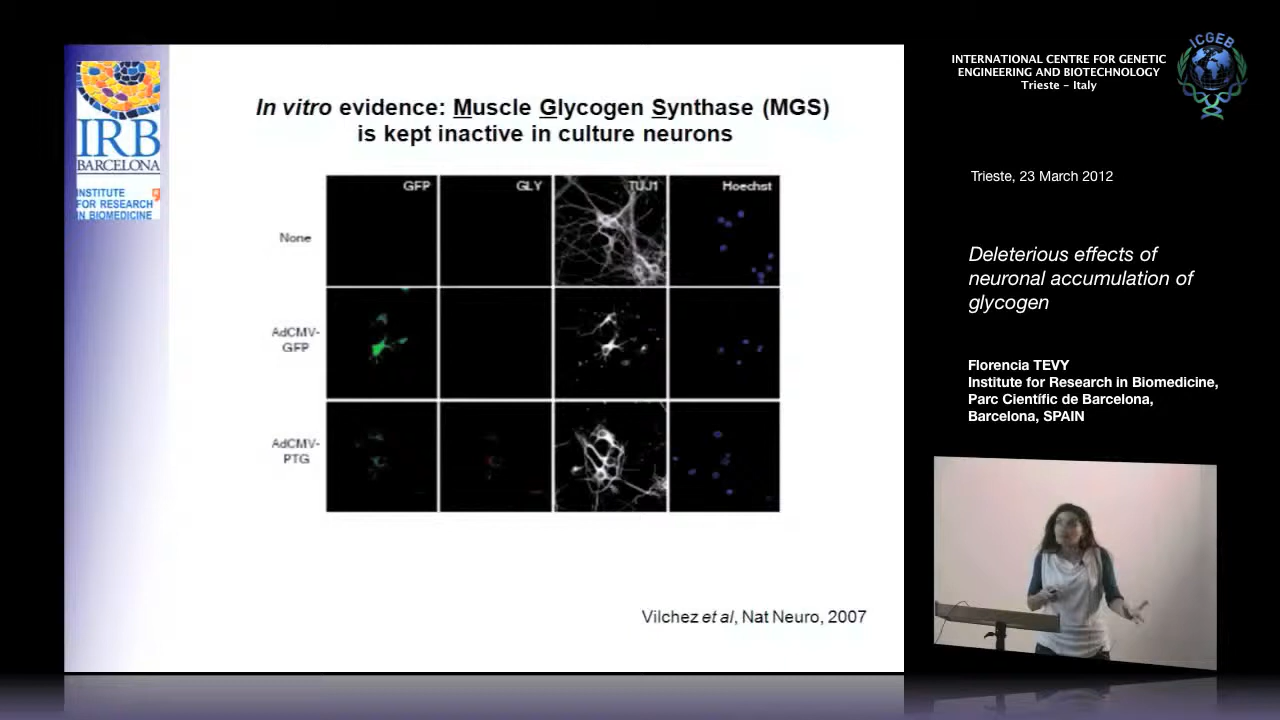 IRB
BARCELONA
INSTITUTE
FOR RESEARCH
IN BIOMEDICINE
In vitro evidence: Muscle Glycogen Synthase (MGS)
is kept inactive in culture neurons
GFP
GLY
TUJ1
Hoechst
None
AdCMV-
GFP
AdCMV-
PTG
Vilchez et al, Nat Neuro, 2007
INTERNATIONAL CENTRE FOR GENETIC
ENGINEERING AND BIOTECHNOLOGY
Trieste - Italy
ICGEB
Trieste, 23 March 2012
Deleterious effects of
neuronal accumulation of
glycogen
Florencia TEVY
Institute for Research in Biomedicine,
Parc Científic de Barcelona,
Barcelona, SPAIN